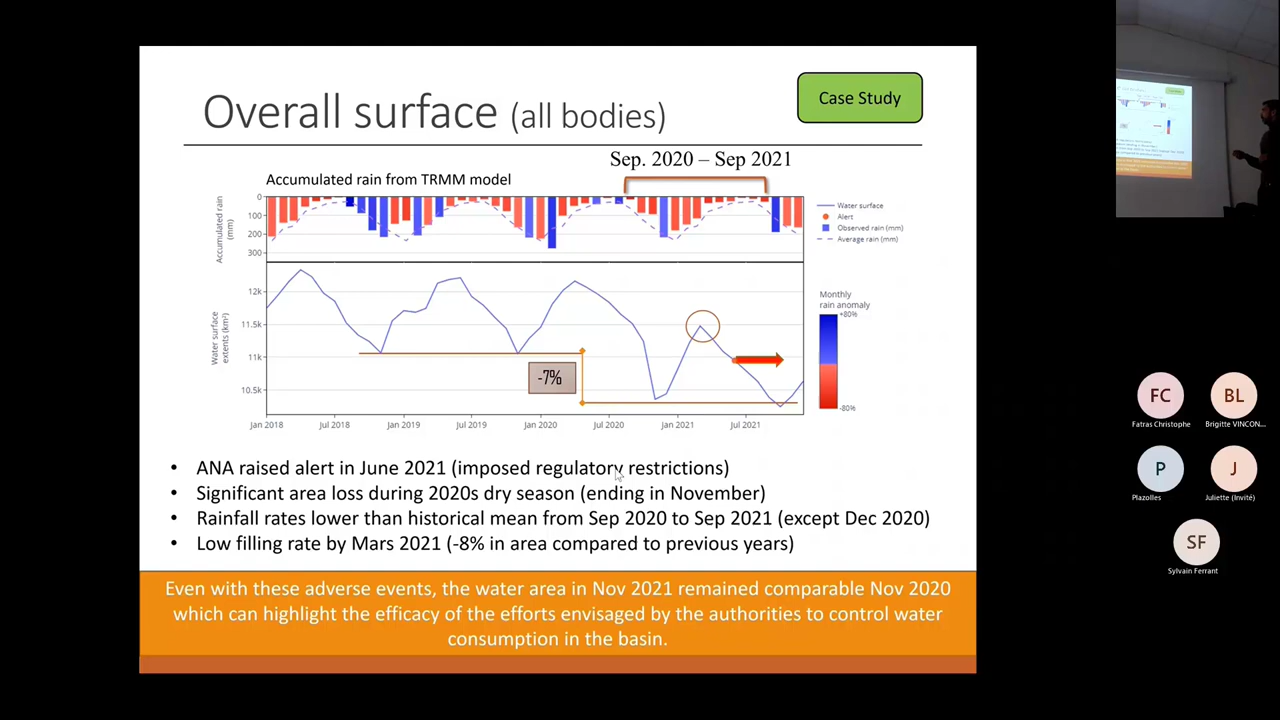 Overall surface (all bodies)
Case Study
Sep. 2020 – Sep 2021
Accumulated rain from TRMM model
Accumulated rain
(mm)
0
100
200
300
Water surface
Alert
Observed rain (mm)
Average rain (mm)
Water surface
extents (km²)
12k
11.5k
11k
10.5k
-7%
Monthly
rain anomaly
+80%
-80%
Jan 2018
Jul 2018
Jan 2019
Jul 2019
Jan 2020
Jul 2020
Jan 2021
Jul 2021
• ANA raised alert in June 2021 (imposed regulatory restrictions)
• Significant area loss during 2020s dry season (ending in November)
• Rainfall rates lower than historical mean from Sep 2020 to Sep 2021 (except Dec 2020)
• Low filling rate by Mars 2021 (-8% in area compared to previous years)
Even with these adverse events, the water area in Nov 2021 remained comparable Nov 2020
which can highlight the efficacy of the efforts envisaged by the authorities to control water
consumption in the basin.
FC
Fatras Christophe
BL
Brigitte VINCON...
P
Plazolles
J
Juliette (Invité)
SF
Sylvain Ferrant